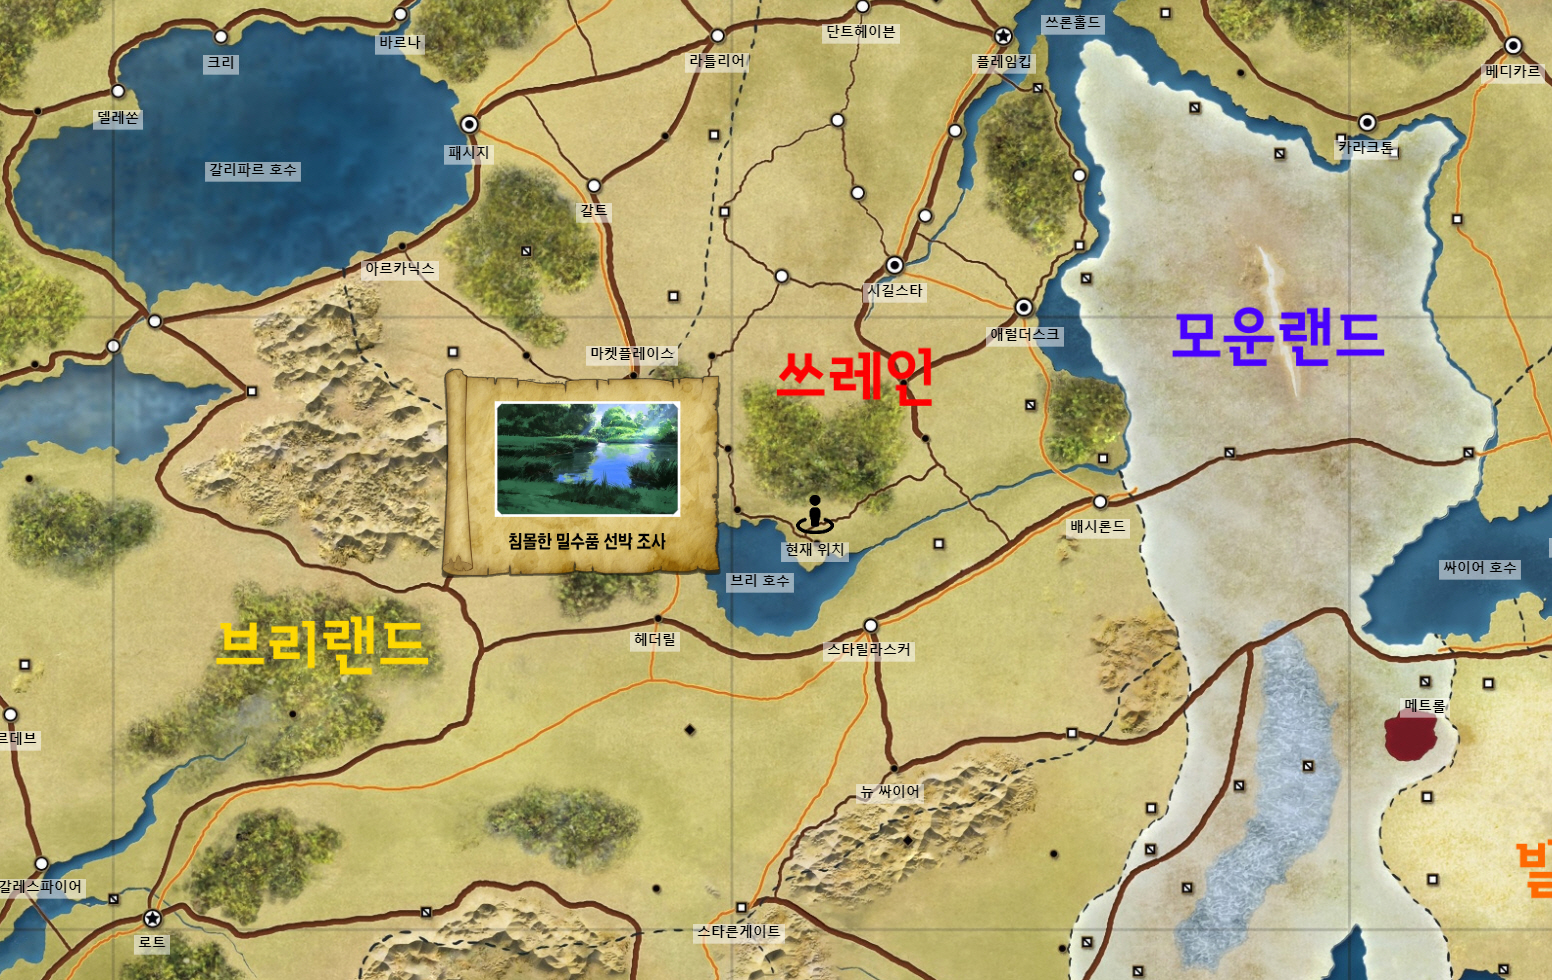 쓰론홀드
단트헤이븐
바르나
크리
라틀리어
플레임킵
베디카르
델레쏜
패시지
카라크톰
갈리파르 호수
갈트
아르카닉스
시길스타
애럴더스크
모운랜드
마켓플레이스
쓰레인
배시론드
침몰한 밀수품 선박 조사
현재 위치
싸이어 호수
브리 호수
브리랜드
헤더릴
스타릴라스커
메트롤
르데브
뉴 싸이어
갈레스파이어
스타른게이트
로트